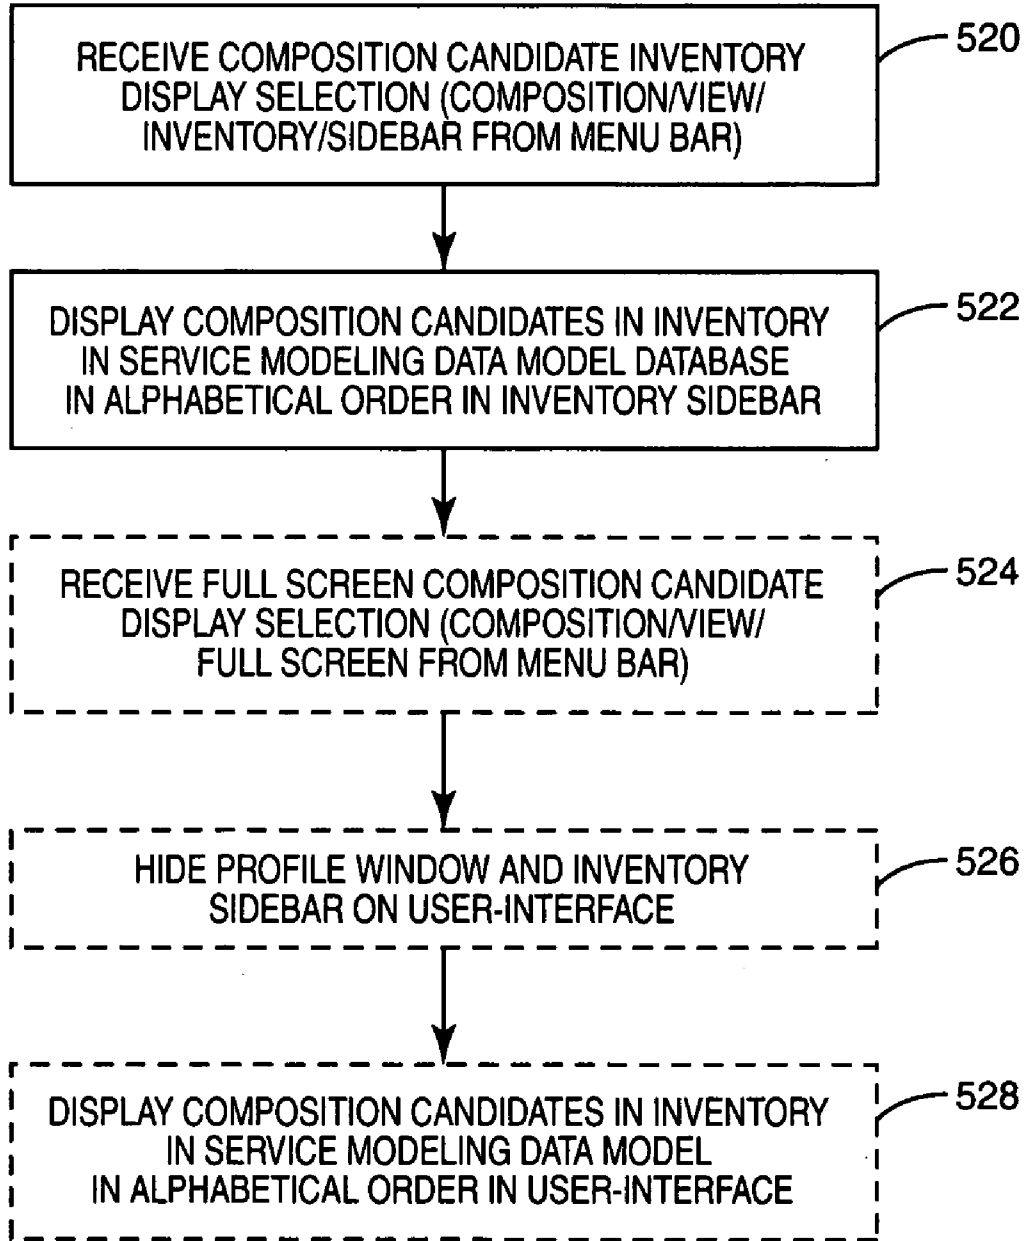 RECEIVE COMPOSITION CANDIDATE INVENTORY
DISPLAY SELECTION (COMPOSITION/VIEW/
INVENTORY/SIDEBAR FROM MENU BAR)
520
DISPLAY COMPOSITION CANDIDATES IN INVENTORY
IN SERVICE MODELING DATA MODEL DATABASE
IN ALPHABETICAL ORDER IN INVENTORY SIDEBAR
522
RECEIVE FULL SCREEN COMPOSITION CANDIDATE
DISPLAY SELECTION (COMPOSITION/VIEW/
FULL SCREEN FROM MENU BAR)
524
HIDE PROFILE WINDOW AND INVENTORY
SIDEBAR ON USER-INTERFACE
526
DISPLAY COMPOSITION CANDIDATES IN INVENTORY
IN SERVICE MODELING DATA MODEL
IN ALPHABETICAL ORDER IN USER-INTERFACE
528